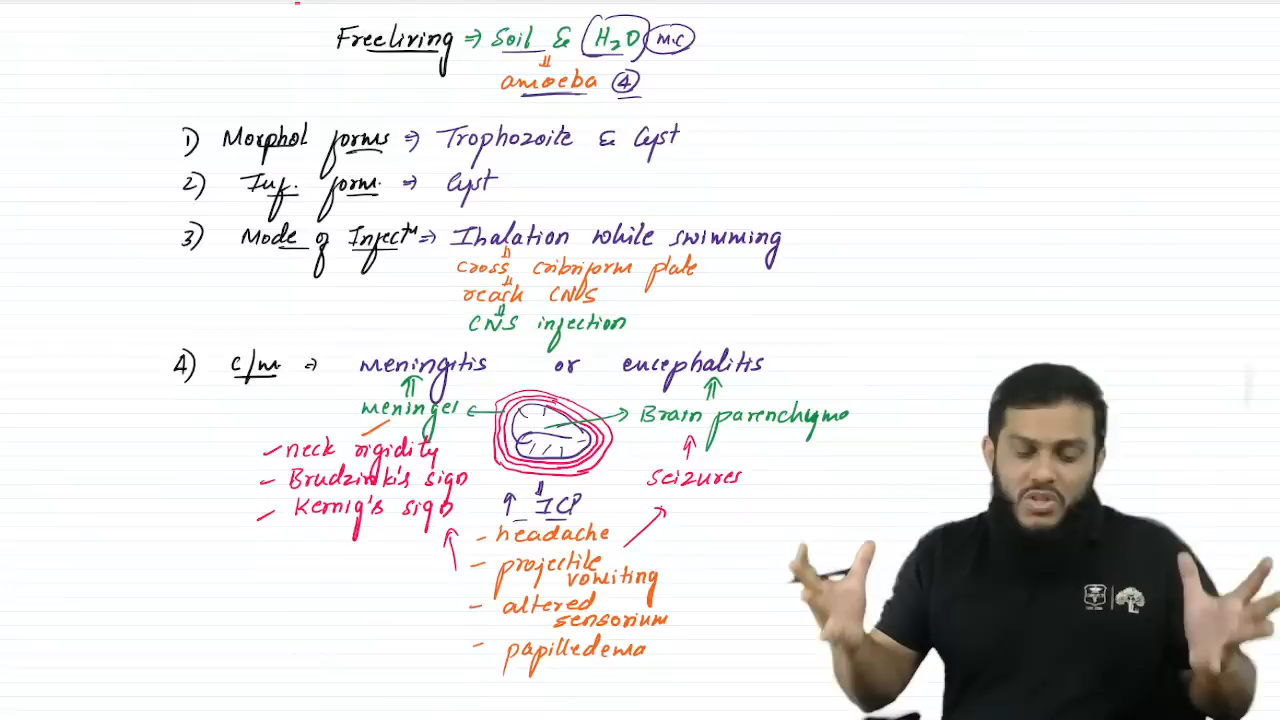 Freeliving ⇒ Soil & H₂O m.c
amoeba ④
1) Morphol forms ⇒ Trophozoite & Cyst
2) Inf. form. ⇒ Cyst
3) Mode of Infectⁿ ⇒ Ihalation while swimming
cross cribriform plate
reach CNS
CNS infection
4) C/m ⇒ meningitis or encephalitis
meninges Brain parenchyma
neck rigidity
Brudzinki's sign seizures
Kernig's sign ↑ ICP
- headache
- projectile
vomiting
- altered
sensorium
- papilledema